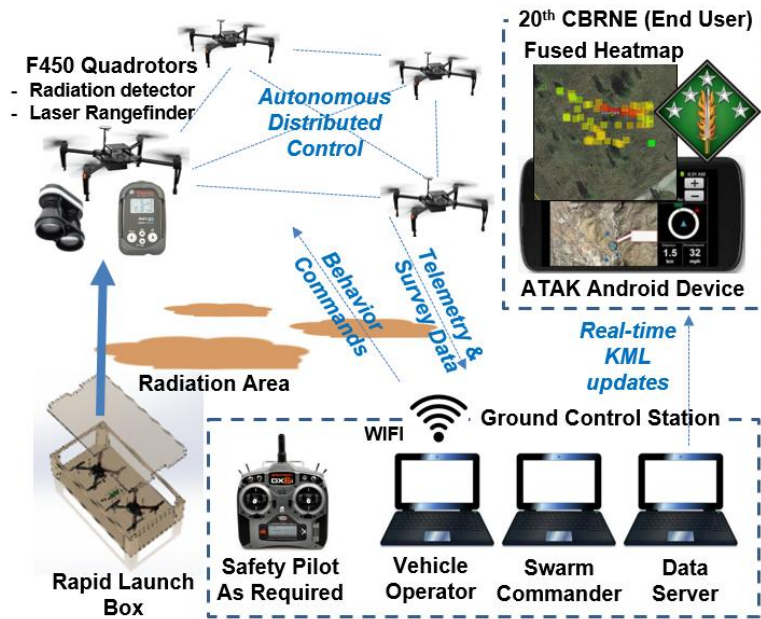 F450 Quadrotors
- Radiation detector
- Laser Rangefinder
Autonomous
Distributed
Control
20th CBRNE (End User)
Fused Heatmap
1.5
km
32
mph
ATAK Android Device
Behavior
Commands
Telemetry &
Survey Data
Real-time
KML
updates
Radiation Area
WIFI
Ground Control Station
Rapid Launch
Box
Safety Pilot
As Required
Vehicle
Operator
Swarm
Commander
Data
Server